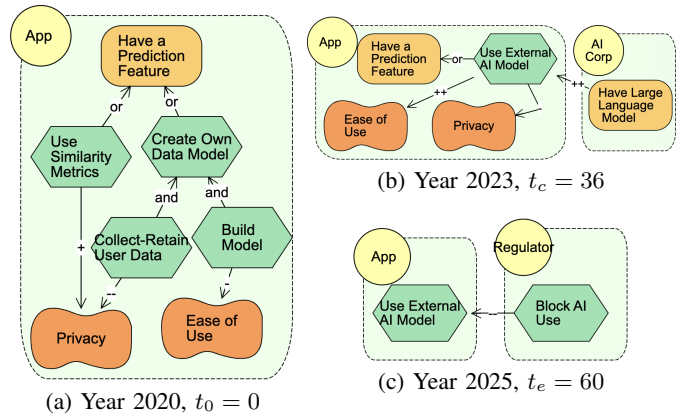 App
Have a
Prediction
Feature
or
or
Use
Similarity
Metrics
Create Own
Data Model
and
and
+
Collect-Retain
User Data
Build
Model
--
-
Privacy
Ease of
Use
(a) Year 2020, t₀ = 0
App
Have a
Prediction
Feature
or
Use External
AI Model
++
-
Ease of
Use
Privacy
AI
Corp
++
Have Large
Language
Model
(b) Year 2023, t_c = 36
App
Use External
AI Model
--
Regulator
Block AI
Use
(c) Year 2025, t_e = 60